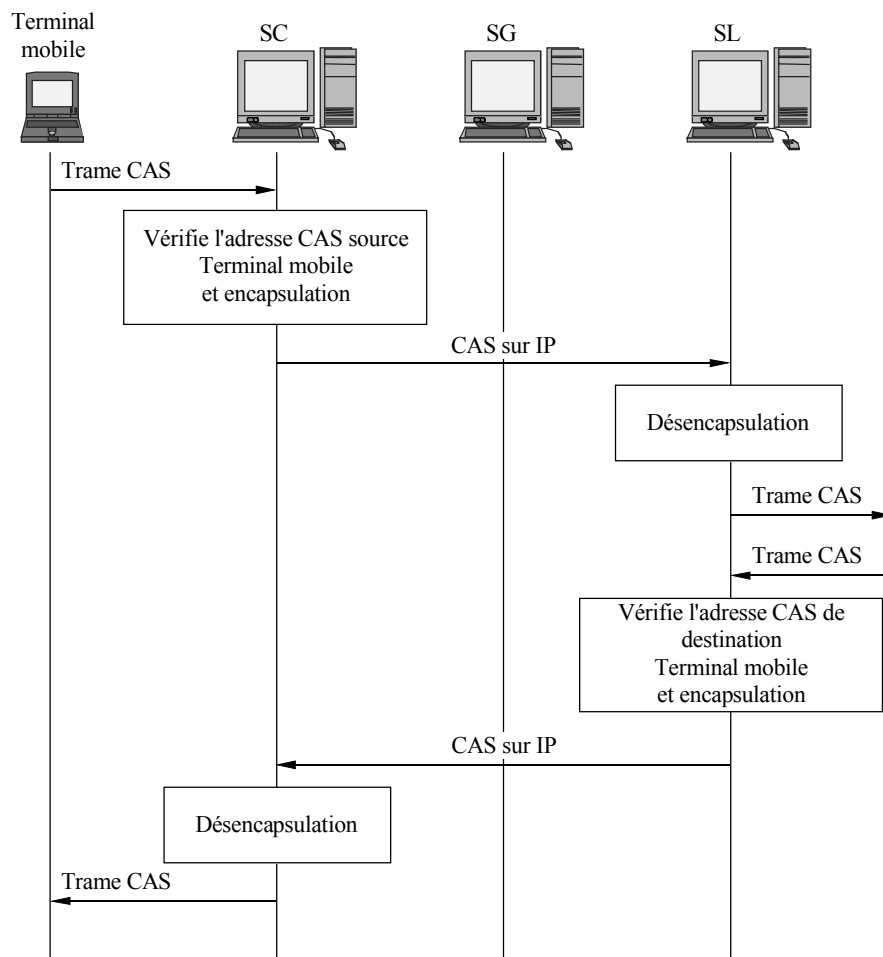 Terminal
mobile
SC
SG
SL
Trame CAS
Vérifie l'adresse CAS source
Terminal mobile
et encapsulation
CAS sur IP
Désencapsulation
Trame CAS
Trame CAS
Vérifie l'adresse CAS de
destination
Terminal mobile
et encapsulation
CAS sur IP
Désencapsulation
Trame CAS